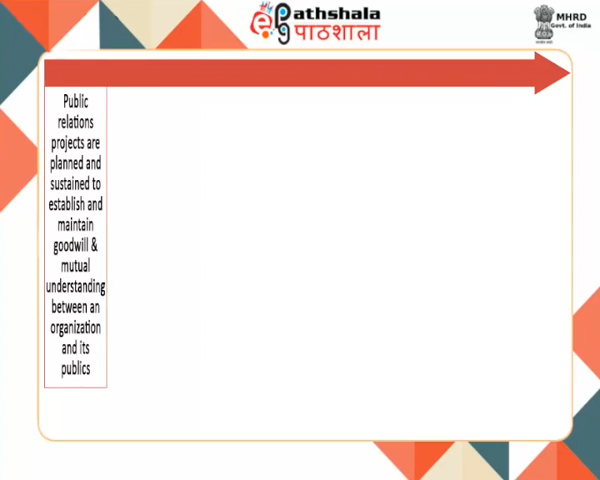 e-Pathshala
पाठशाला
MHRD
Govt. of India
Public
relations
projects are
planned and
sustained to
establish and
maintain
goodwill &
mutual
understanding
between an
organization
and its
publics